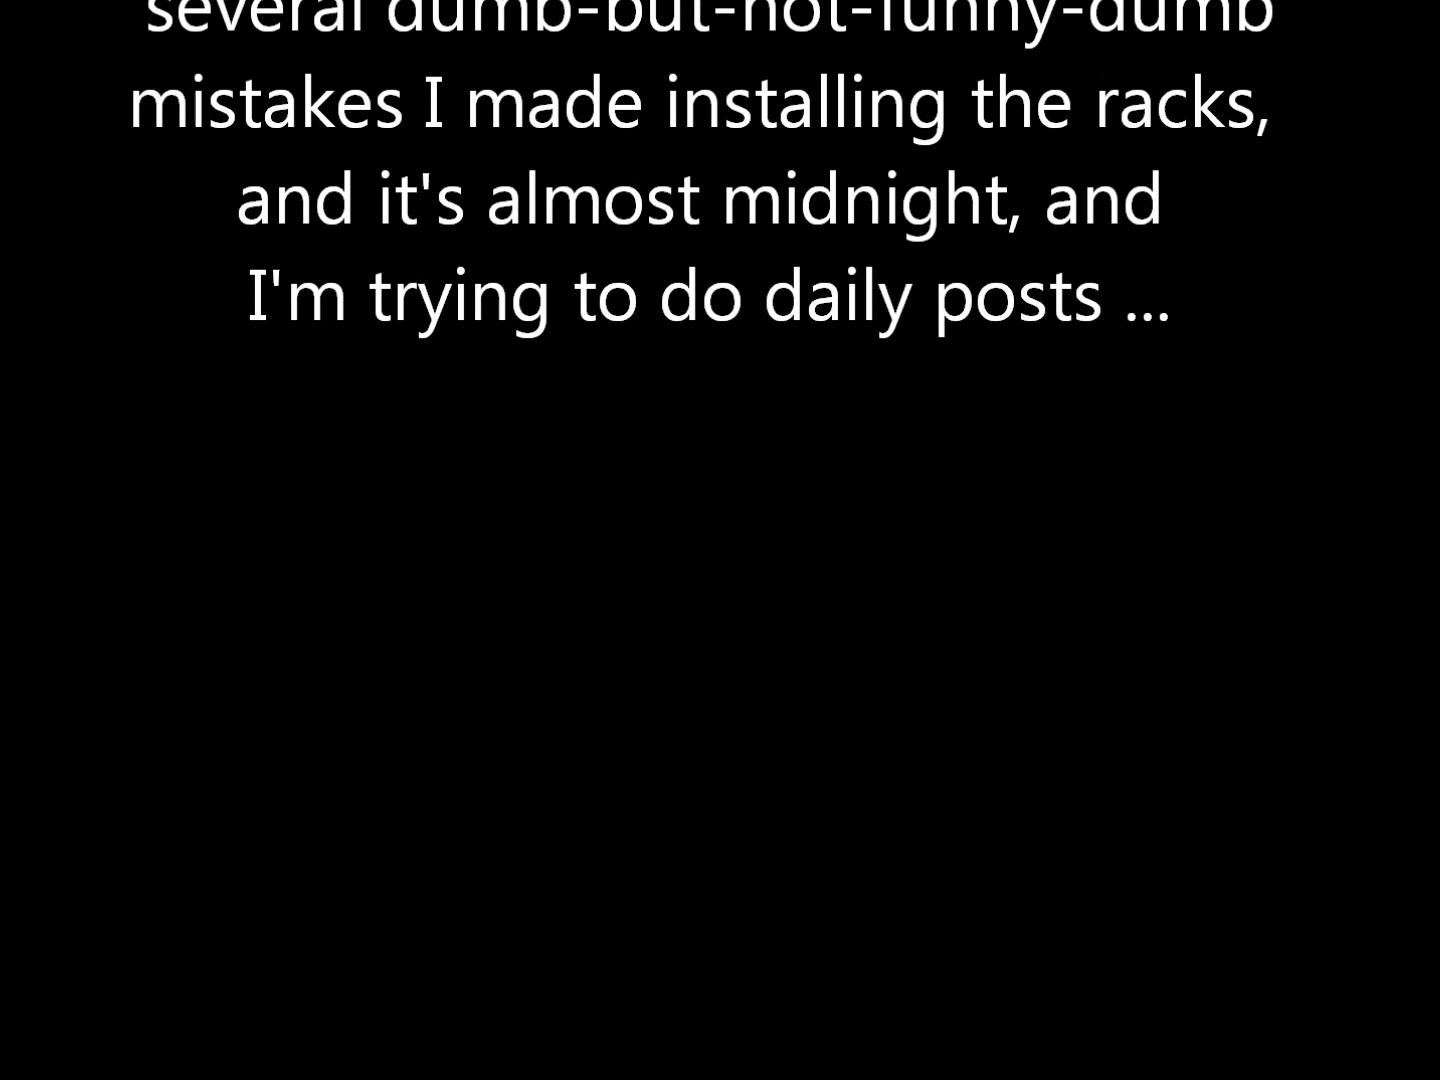 several dumb-but-not-funny-dumb
mistakes I made installing the racks,
and it's almost midnight, and
I'm trying to do daily posts ...